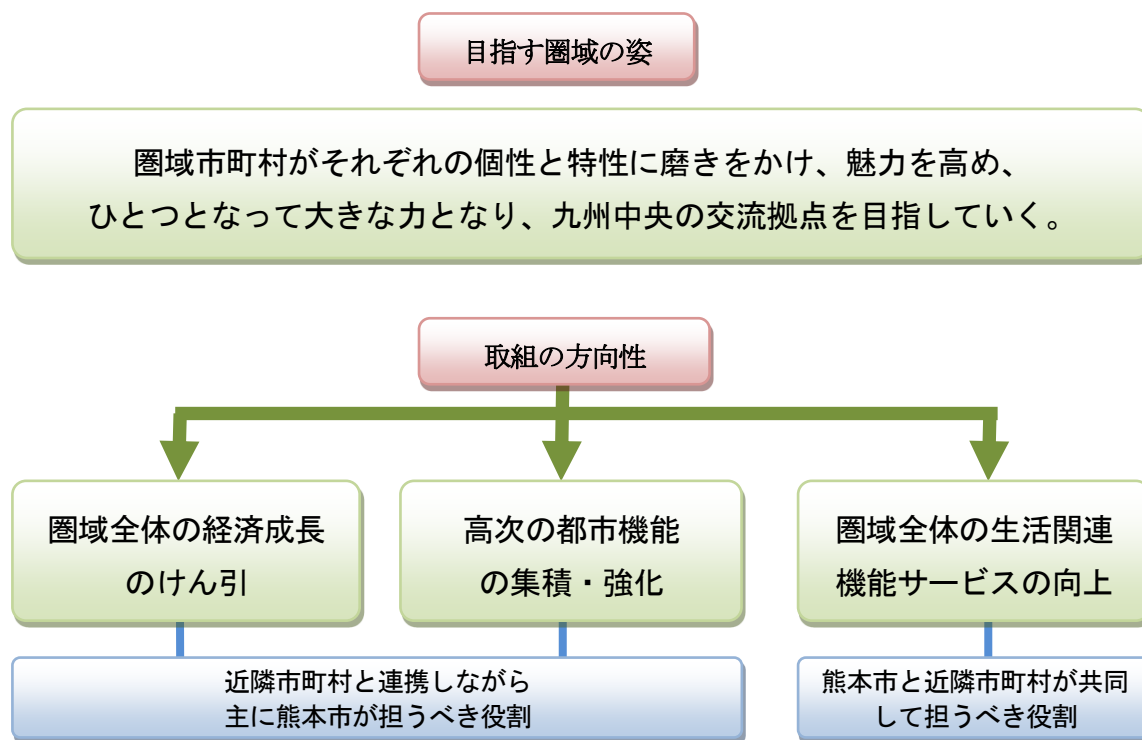 目指す圏域の姿
圏域市町村がそれぞれの個性と特性に磨きをかけ、魅力を高め、
ひとつとなって大きな力となり、九州中央の交流拠点を目指していく。
取組の方向性
圏域全体の経済成長
のけん引
高次の都市機能
の集積・強化
圏域全体の生活関連
機能サービスの向上
近隣市町村と連携しながら
主に熊本市が担うべき役割
熊本市と近隣市町村が共同
して担うべき役割